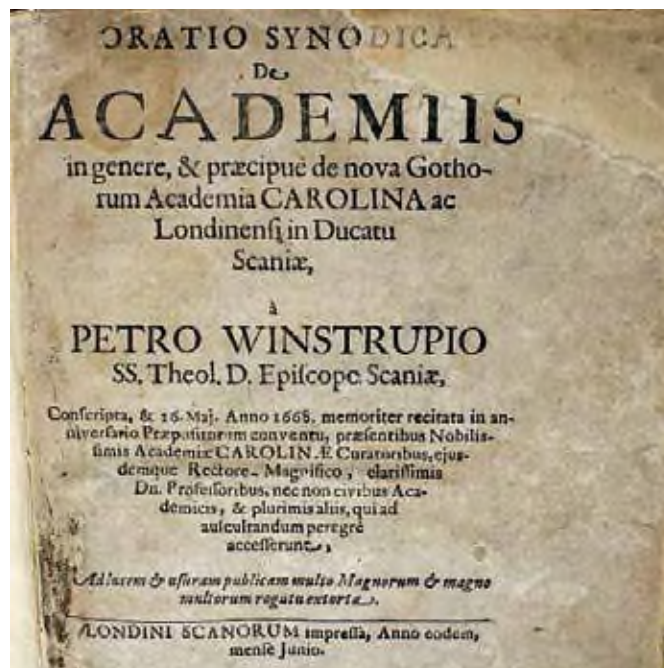 ORATIO SYNODICA
De
ACADEMIIS
in genere, & præcipuè de nova Gotho-
rum Academia CAROLINA ac
Londinensi in Ducatu
Scaniæ,
à
PETRO WINSTRUPIO
SS. Theol. D. Episcopo Scaniæ,
Conscripta, & 16. Maj. Anno 1668. memoriter recitata in an-
niversario Præpositorum conventu, præsentibus Nobilis-
simis Academiæ CAROLINÆ Curatoribus, ejus-
demque Rectore Magnifico, clarissimis
Dn. Professoribus, nec non civibus Aca-
demicis, & plurimis aliis, qui ad
auscultandum peregrè
accesserunt,
Ad lucem & usuram publicam multo Magnorum & magno
multorum rogatu extorta.
LONDINI SCANORUM impressa, Anno eodem,
mense Junio.